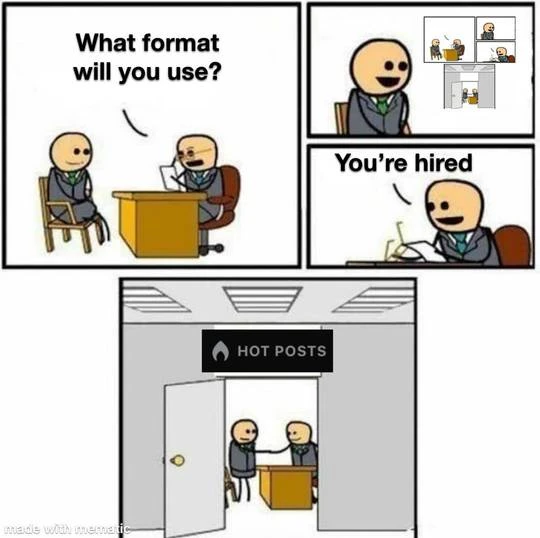 What format
will you use?
You're hired
HOT POSTS
made with mematic